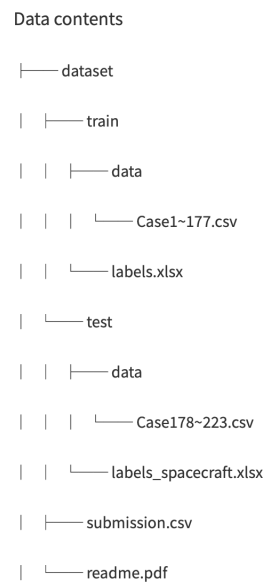 Data contents
├── dataset
│ ├── train
│ │ ├── data
│ │ │ └── Case1~177.csv
│ │ └── labels.xlsx
│ └── test
│ │ ├── data
│ │ │ └── Case178~223.csv
│ │ └── labels_spacecraft.xlsx
│ ├── submission.csv
│ └── readme.pdf